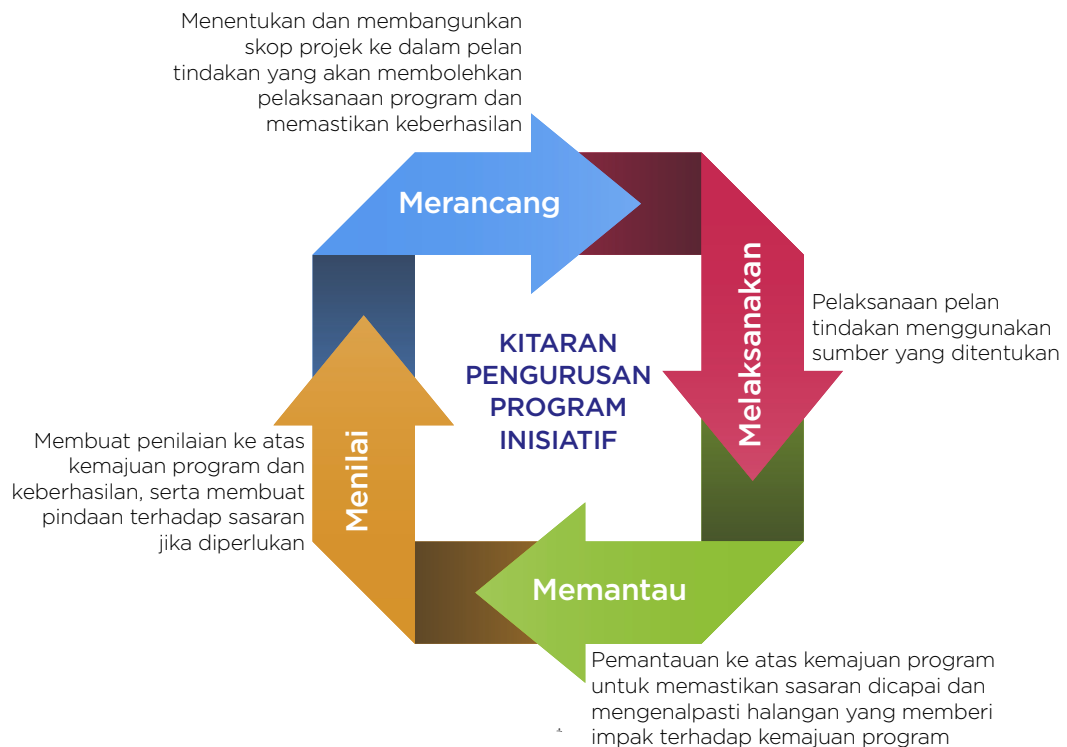 Menentukan dan membangunkan
skop projek ke dalam pelan
tindakan yang akan membolehkan
pelaksanaan program dan
memastikan keberhasilan
Merancang
Melaksanakan
Pelaksanaan pelan
tindakan menggunakan
sumber yang ditentukan
KITARAN
PENGURUSAN
PROGRAM
INISIATIF
Memantau
Pemantauan ke atas kemajuan program
untuk memastikan sasaran dicapai dan
mengenalpasti halangan yang memberi
impak terhadap kemajuan program
Menilai
Membuat penilaian ke atas
kemajuan program dan
keberhasilan, serta membuat
pindaan terhadap sasaran
jika diperlukan